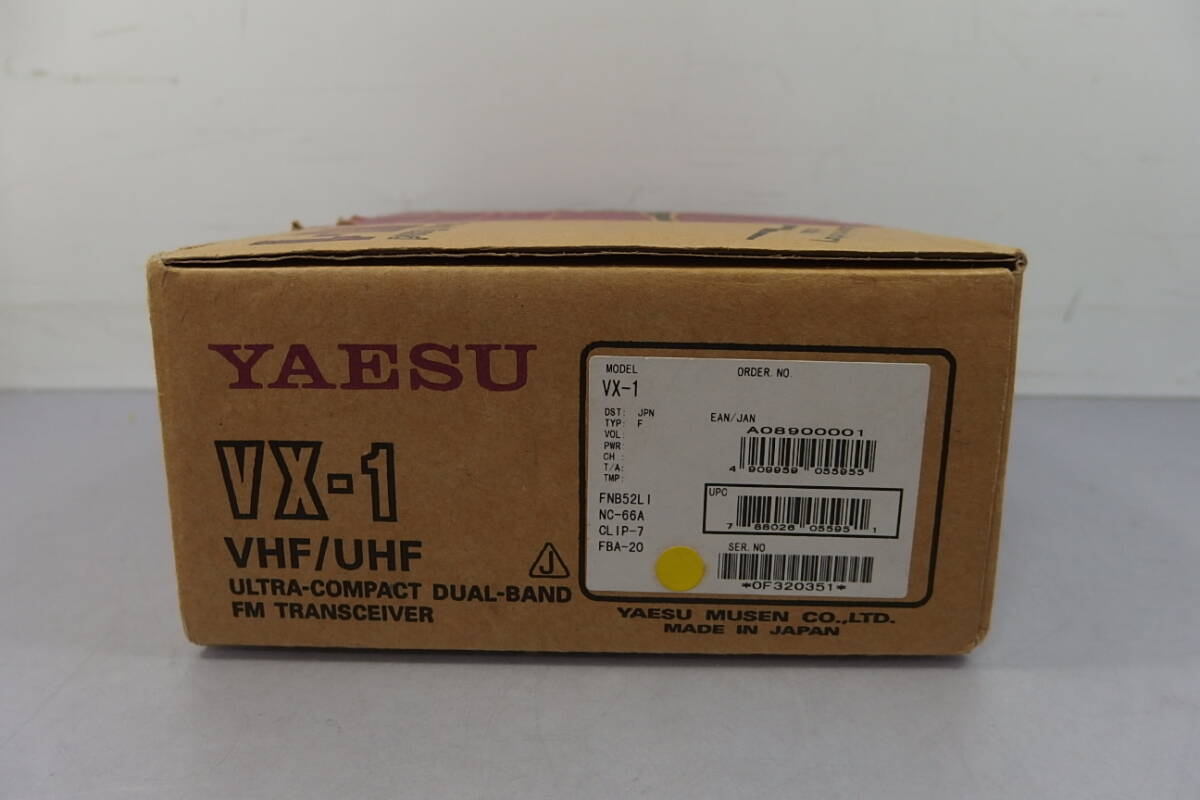 YAESU
VX-1
VHF/UHF
ULTRA-COMPACT DUAL-BAND
FM TRANSCEIVER
J
MODEL
VX-1
ORDER. NO.
DST: JPN
TYP: F
VOL:
PWR:
CH :
T/A:
TMP:
EAN/JAN
A08900001
4 909959 055955
FNB52LI
NC-66A
CLIP-7
FBA-20
UPC
7 88026 05595 1
SER. NO
*0F320351*
YAESU MUSEN CO.,LTD.
MADE IN JAPAN